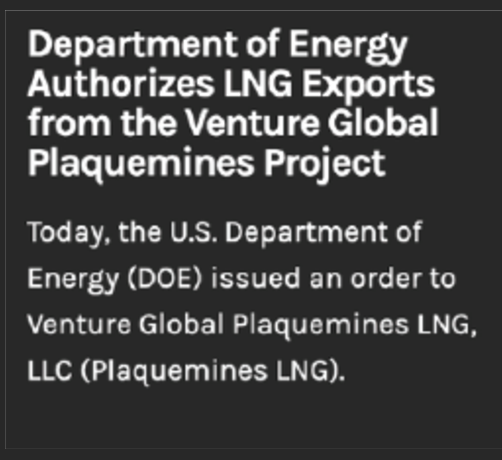 Department of Energy
Authorizes LNG Exports
from the Venture Global
Plaquemines Project
Today, the U.S. Department of
Energy (DOE) issued an order to
Venture Global Plaquemines LNG,
LLC (Plaquemines LNG).